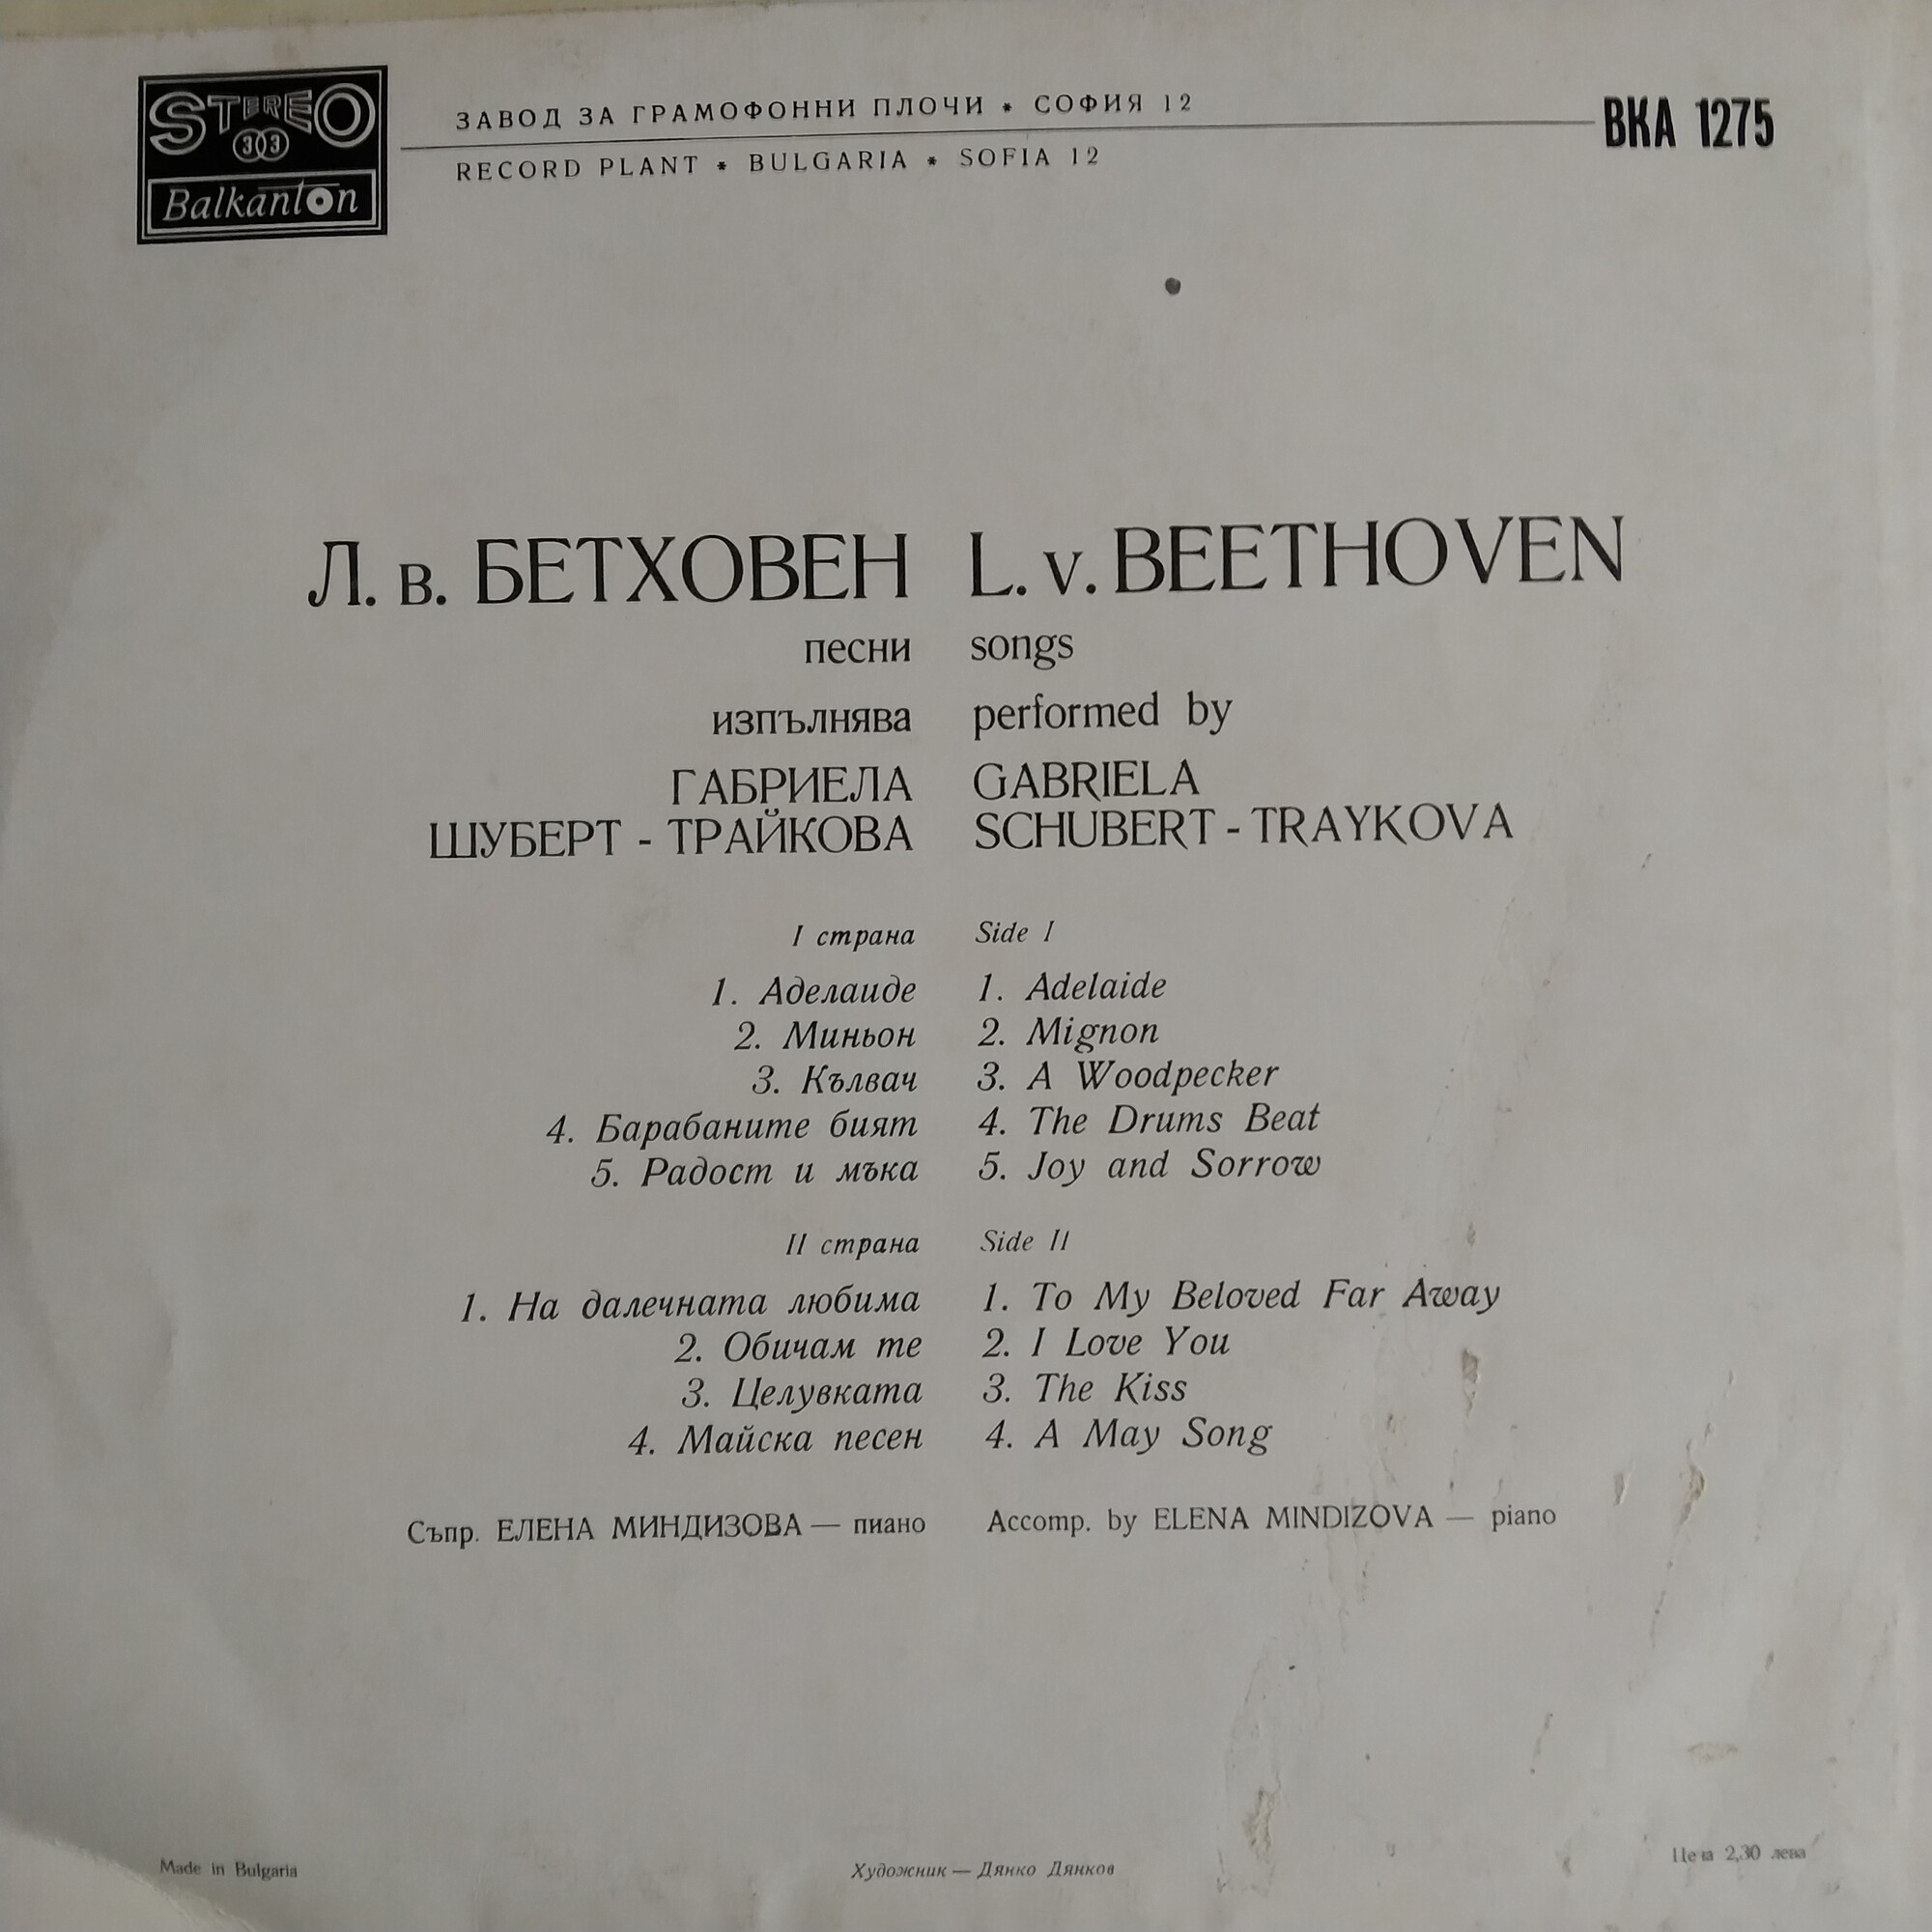 STEREO
33
Balkanton
ЗАВОД ЗА ГРАМОФОННИ ПЛОЧИ * СОФИЯ 12
RECORD PLANT * BULGARIA * SOFIA 12
ВКА 1275
Л. в. БЕТХОВЕН
песни
изпълнява
ГАБРИЕЛА
ШУБЕРТ - ТРАЙКОВА
I страна
1. Аделаиде
2. Миньон
3. Кълвач
4. Барабаните бият
5. Радост и мъка
II страна
1. На далечната любима
2. Обичам те
3. Целувката
4. Майска песен
Съпр. ЕЛЕНА МИНДИЗОВА — пиано
L. v. BEETHOVEN
songs
performed by
GABRIELA
SCHUBERT - TRAYKOVA
Side I
1. Adelaide
2. Mignon
3. A Woodpecker
4. The Drums Beat
5. Joy and Sorrow
Side II
1. To My Beloved Far Away
2. I Love You
3. The Kiss
4. A May Song
Accomp. by ELENA MINDIZOVA — piano
Made in Bulgaria
Художник — Дянко Дянков
Цена 2,30 лева